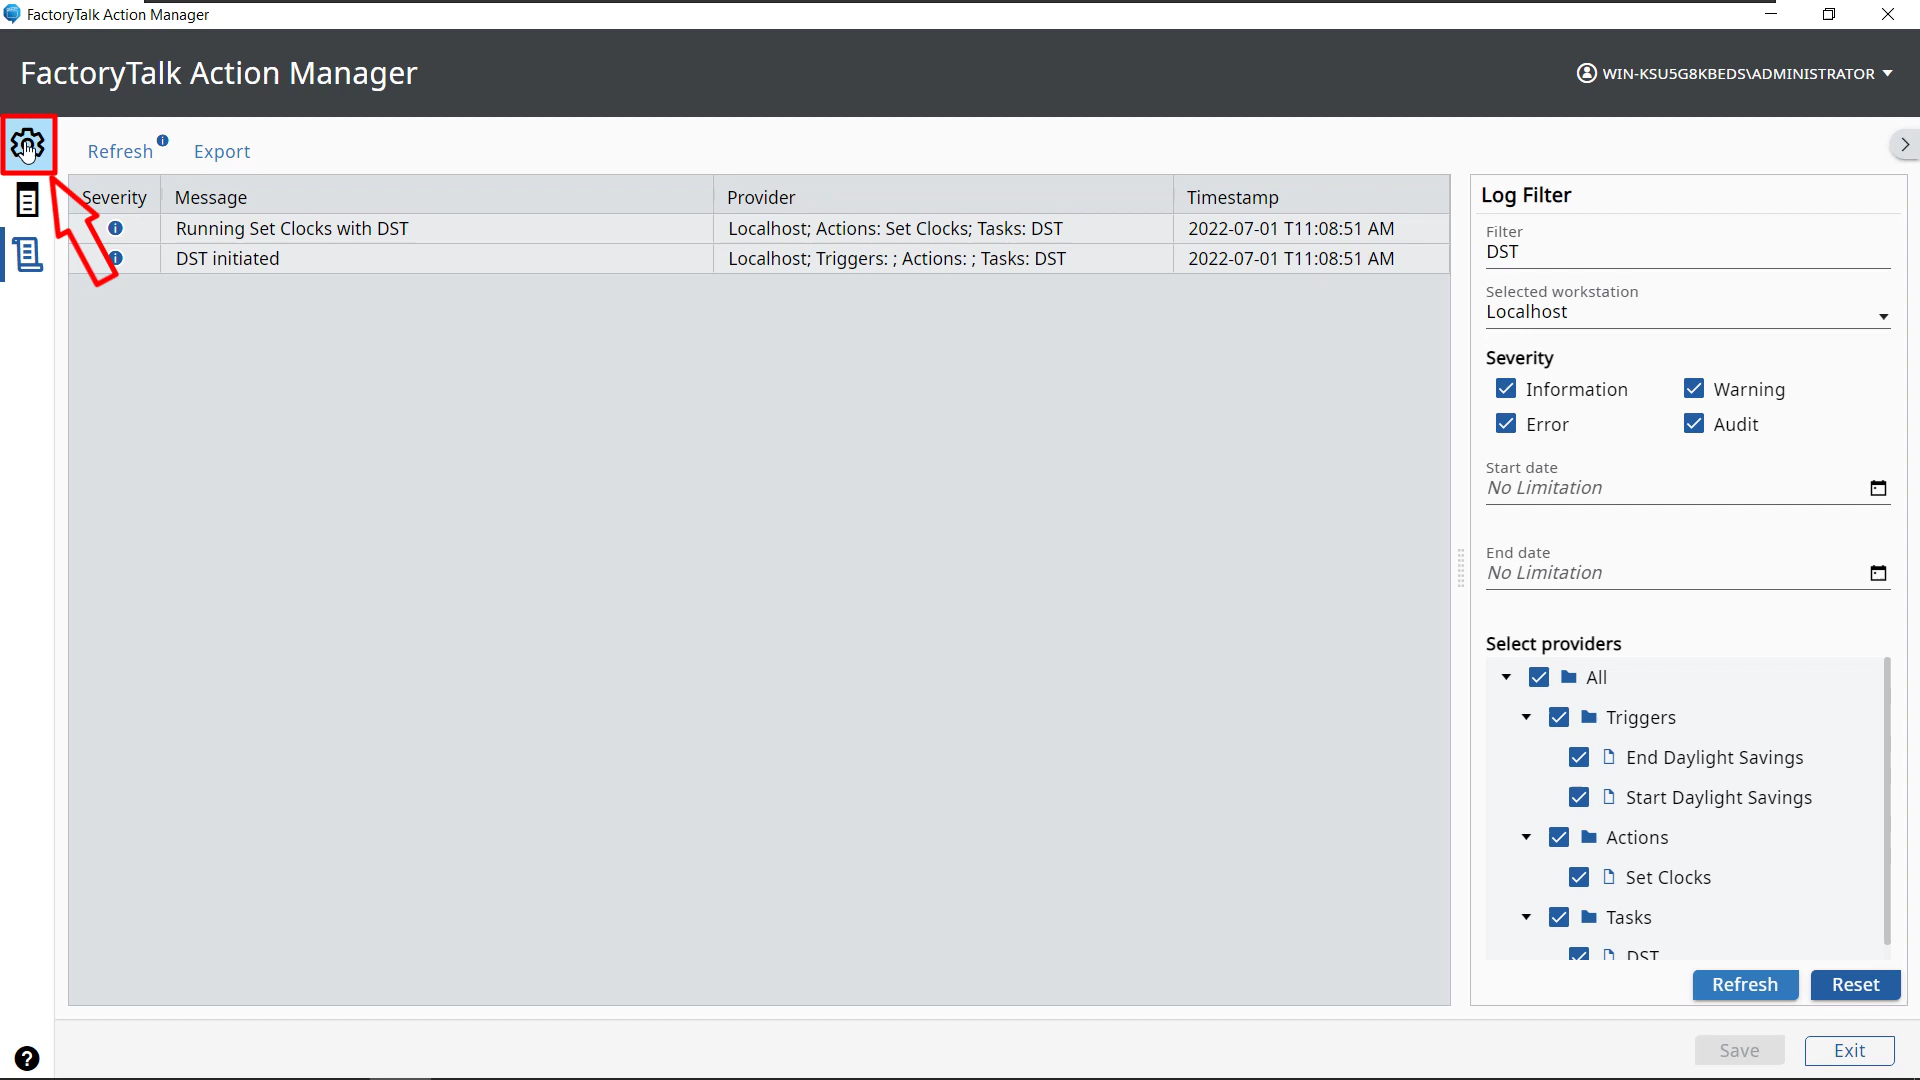 FactoryTalk Action Manager
FactoryTalk Action Manager
WIN-KSU5G8KBEDS\ADMINISTRATOR
Refresh
Export
Severity Message Provider Timestamp
Running Set Clocks with DST Localhost; Actions: Set Clocks; Tasks: DST 2022-07-01 T11:08:51 AM
DST initiated Localhost; Triggers: ; Actions: ; Tasks: DST 2022-07-01 T11:08:51 AM
Log Filter
Filter
DST
Selected workstation
Localhost
Severity
Information Warning
Error Audit
Start date
No Limitation
End date
No Limitation
Select providers
All
Triggers
End Daylight Savings
Start Daylight Savings
Actions
Set Clocks
Tasks
DST
Refresh Reset
Save Exit